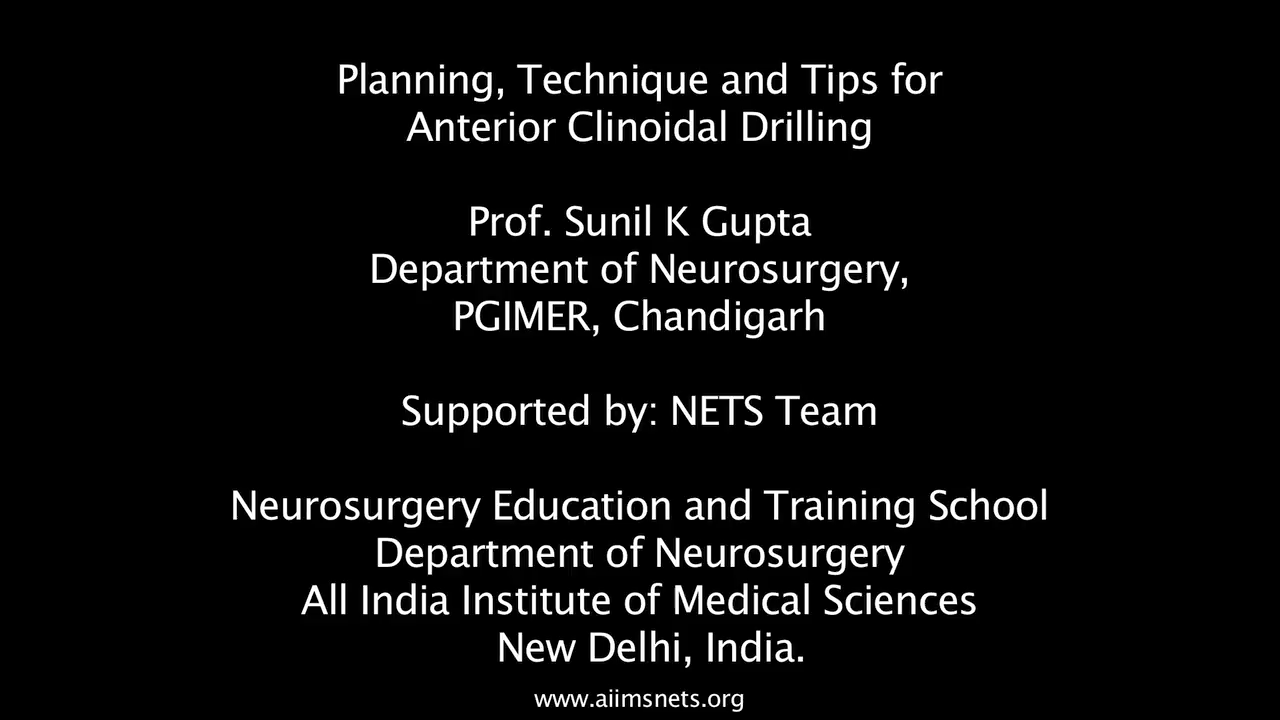 Planning, Technique and Tips for
Anterior Clinoidal Drilling
Prof. Sunil K Gupta
Department of Neurosurgery,
PGIMER, Chandigarh
Supported by: NETS Team
Neurosurgery Education and Training School
Department of Neurosurgery
All India Institute of Medical Sciences
New Delhi, India.
www.aiimsnets.org